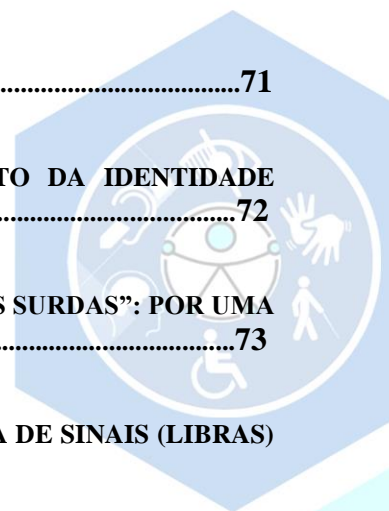 ....................................71
TO DA IDENTIDADE
....................................72
S SURDAS”: POR UMA
....................................73
A DE SINAIS (LIBRAS)